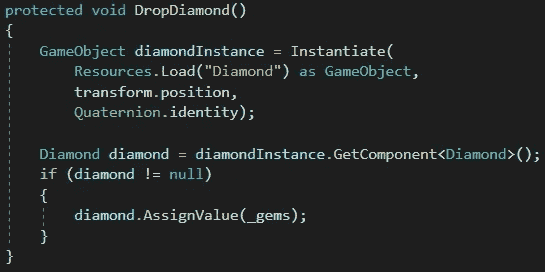 protected void DropDiamond()
{
    GameObject diamondInstance = Instantiate(
        Resources.Load("Diamond") as GameObject,
        transform.position,
        Quaternion.identity);

    Diamond diamond = diamondInstance.GetComponent<Diamond>();
    if (diamond != null)
    {
        diamond.AssignValue(_gems);
    }
}